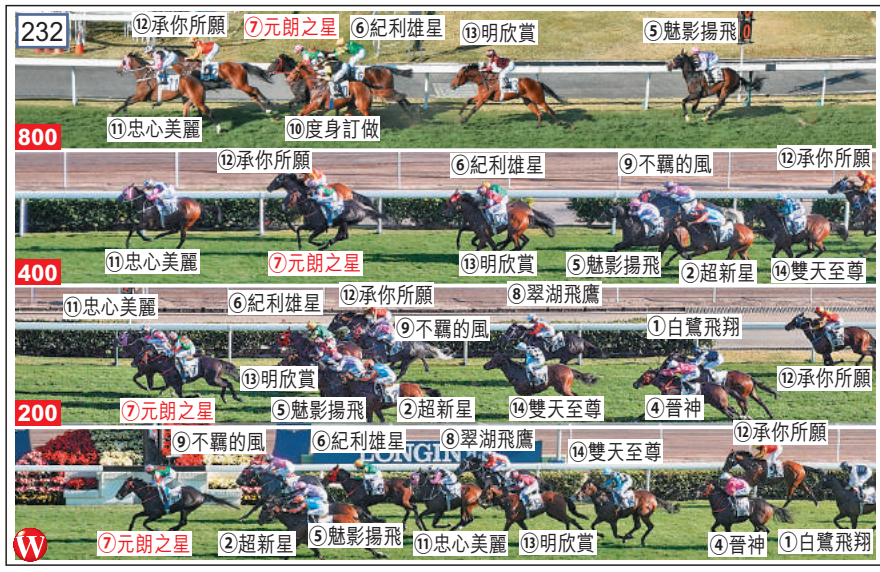 232
⑫承你所願 ⑦元朗之星 ⑥紀利雄星 ⑬明欣賞 ⑤魅影揚飛
800 ⑪忠心美麗 ⑩度身訂做
⑫承你所願 ⑥紀利雄星 ⑨不羈的風 ⑫承你所願
400 ⑪忠心美麗 ⑦元朗之星 ⑬明欣賞 ⑤魅影揚飛 ②超新星 ⑭雙天至尊
⑪忠心美麗 ⑥紀利雄星 ⑫承你所願 ⑨不羈的風 ⑧翠湖飛鷹 ①白鷺飛翔
200 ⑦元朗之星 ⑬明欣賞 ⑤魅影揚飛 ②超新星 ⑭雙天至尊 ④晉神 ⑫承你所願
⑨不羈的風 ⑥紀利雄星 ⑧翠湖飛鷹 ⑭雙天至尊 ⑫承你所願
LONGIN
W ⑦元朗之星 ②超新星 ⑤魅影揚飛 ⑪忠心美麗 ⑬明欣賞 ④晉神 ①白鷺飛翔